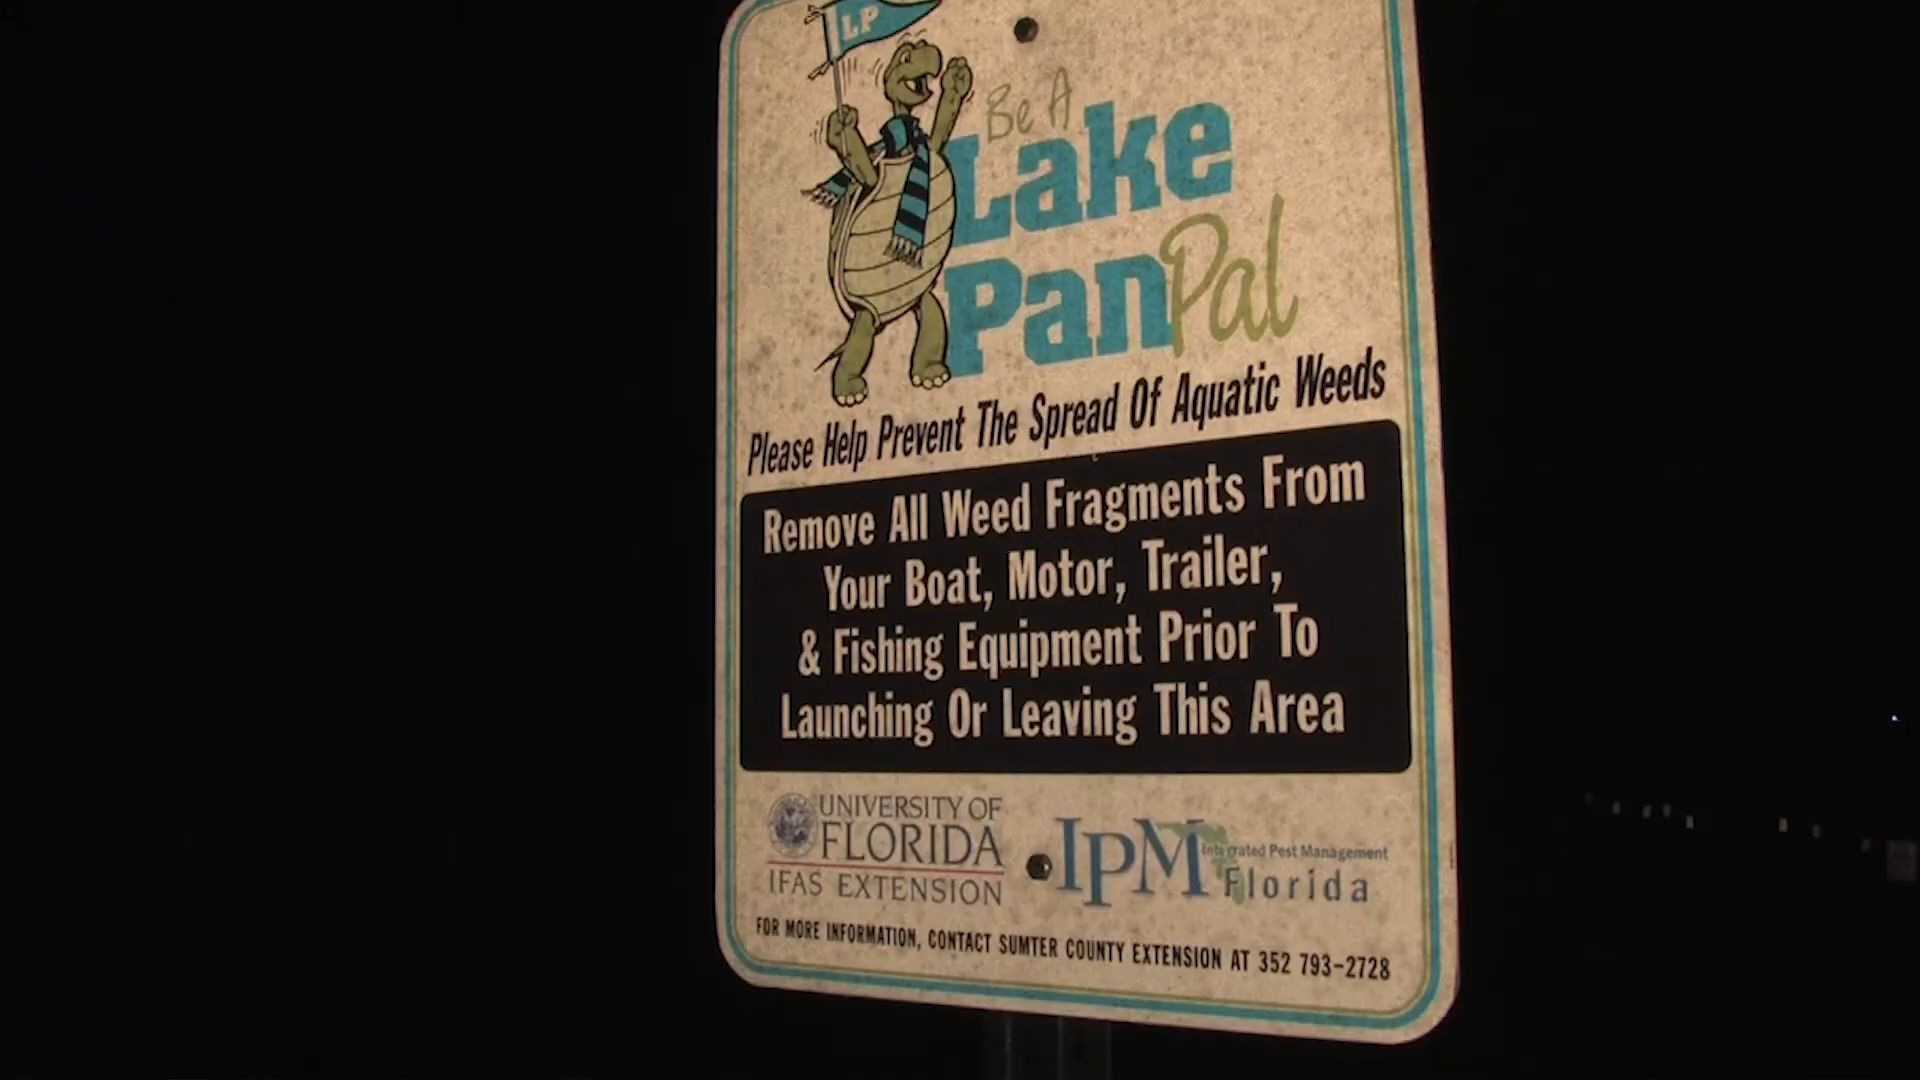 LP
Be A
Lake
PanPal
Please Help Prevent The Spread Of Aquatic Weeds
Remove All Weed Fragments From
Your Boat, Motor, Trailer,
& Fishing Equipment Prior To
Launching Or Leaving This Area
UNIVERSITY OF
FLORIDA
IFAS EXTENSION
IPM
Integrated Pest Management
Florida
FOR MORE INFORMATION, CONTACT SUMTER COUNTY EXTENSION AT 352 793-2728